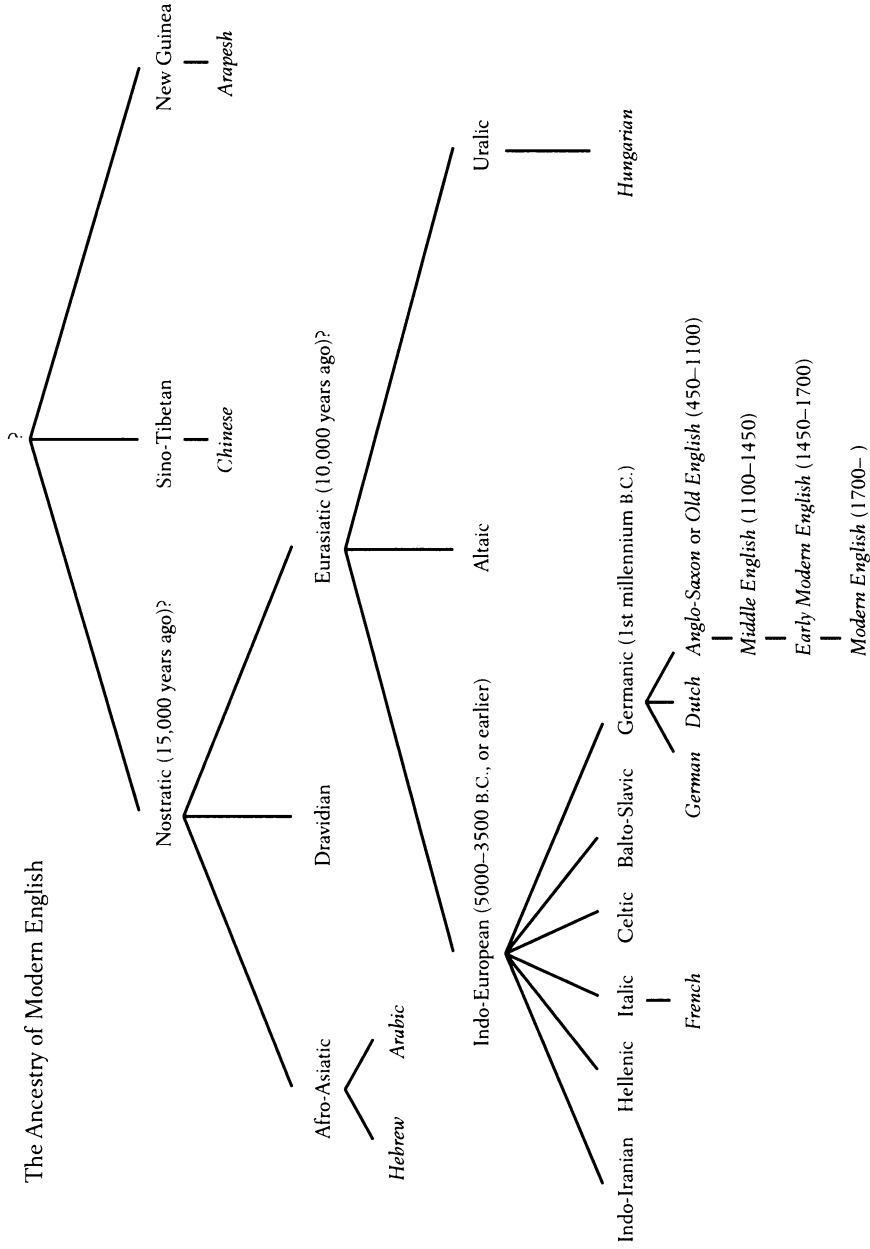 The Ancestry of Modern English
?
Nostratic (15,000 years ago)?
Sino-Tibetan
New Guinea
Chinese
Arapesh
Afro-Asiatic
Dravidian
Eurasiatic (10,000 years ago)?
Hebrew
Arabic
Indo-European (5000–3500 B.C., or earlier)
Altaic
Uralic
Indo-Iranian
Hellenic
Italic
Celtic
Balto-Slavic
Germanic (1st millennium B.C.)
Hungarian
French
German
Dutch
Anglo-Saxon or Old English (450–1100)
Middle English (1100–1450)
Early Modern English (1450–1700)
Modern English (1700– )